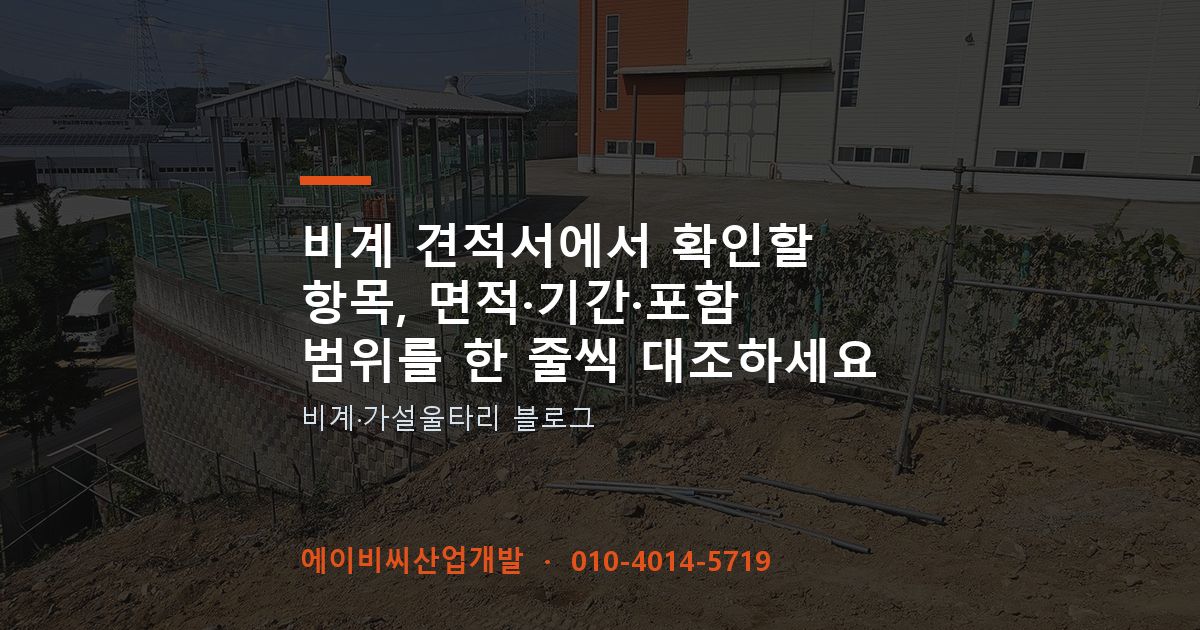 비계 견적서에서 확인할
항목, 면적·기간·포함
범위를 한 줄씩 대조하세요
비계·가설울타리 블로그
에이비씨산업개발 · 010-4014-5719